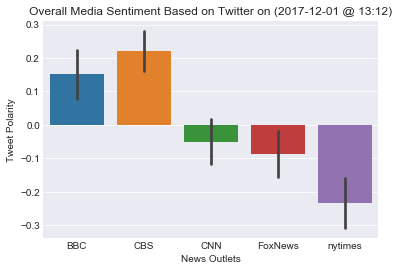 Overall Media Sentiment Based on Twitter on (2017-12-01 @ 13:12)
0.3
0.2
0.1
0.0
−0.1
−0.2
−0.3
Tweet Polarity
BBC CBS CNN FoxNews nytimes
News Outlets